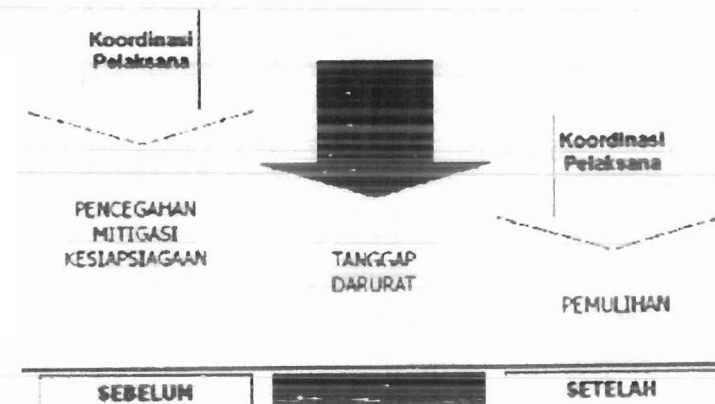 Koordinasi
Pelaksana
Koordinasi
Pelaksana
PENCEGAHAN
MITIGASI
KESIAPSIAGAAN
TANGGAP
DARURAT
PEMULIHAN
SEBELUM
SETELAH